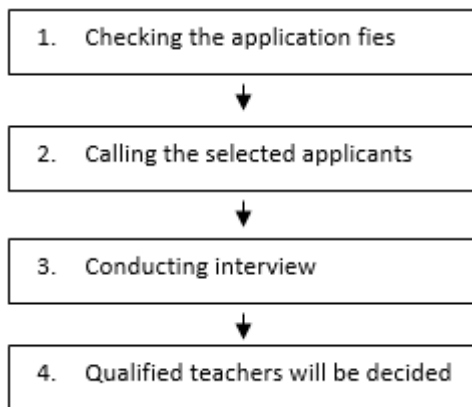 1. Checking the application fies
2. Calling the selected applicants
3. Conducting interview
4. Qualified teachers will be decided